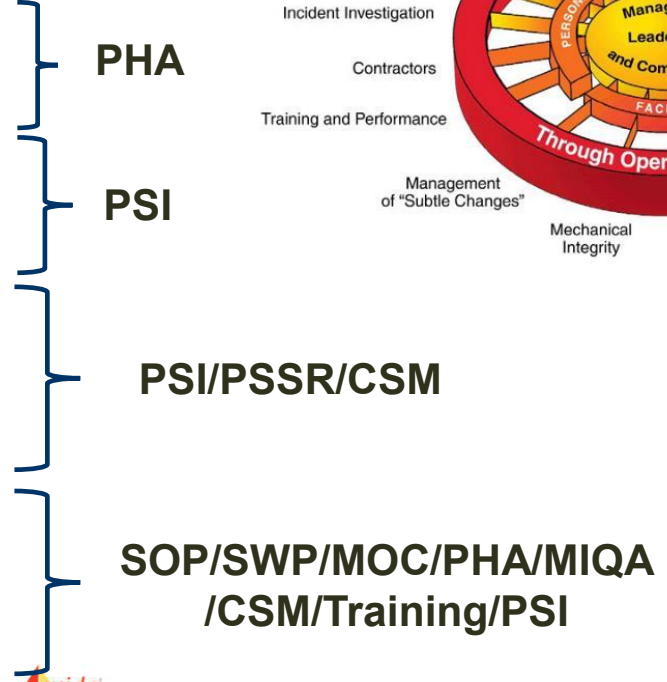 Incident Investigation
Contractors
Training and Performance
Management
of “Subtle Changes”
Mechanical
Integrity
Through
and
PHA
PSI
PSI/PSSR/CSM
SOP/SWP/MOC/PHA/MIQA
/CSM/Training/PSI